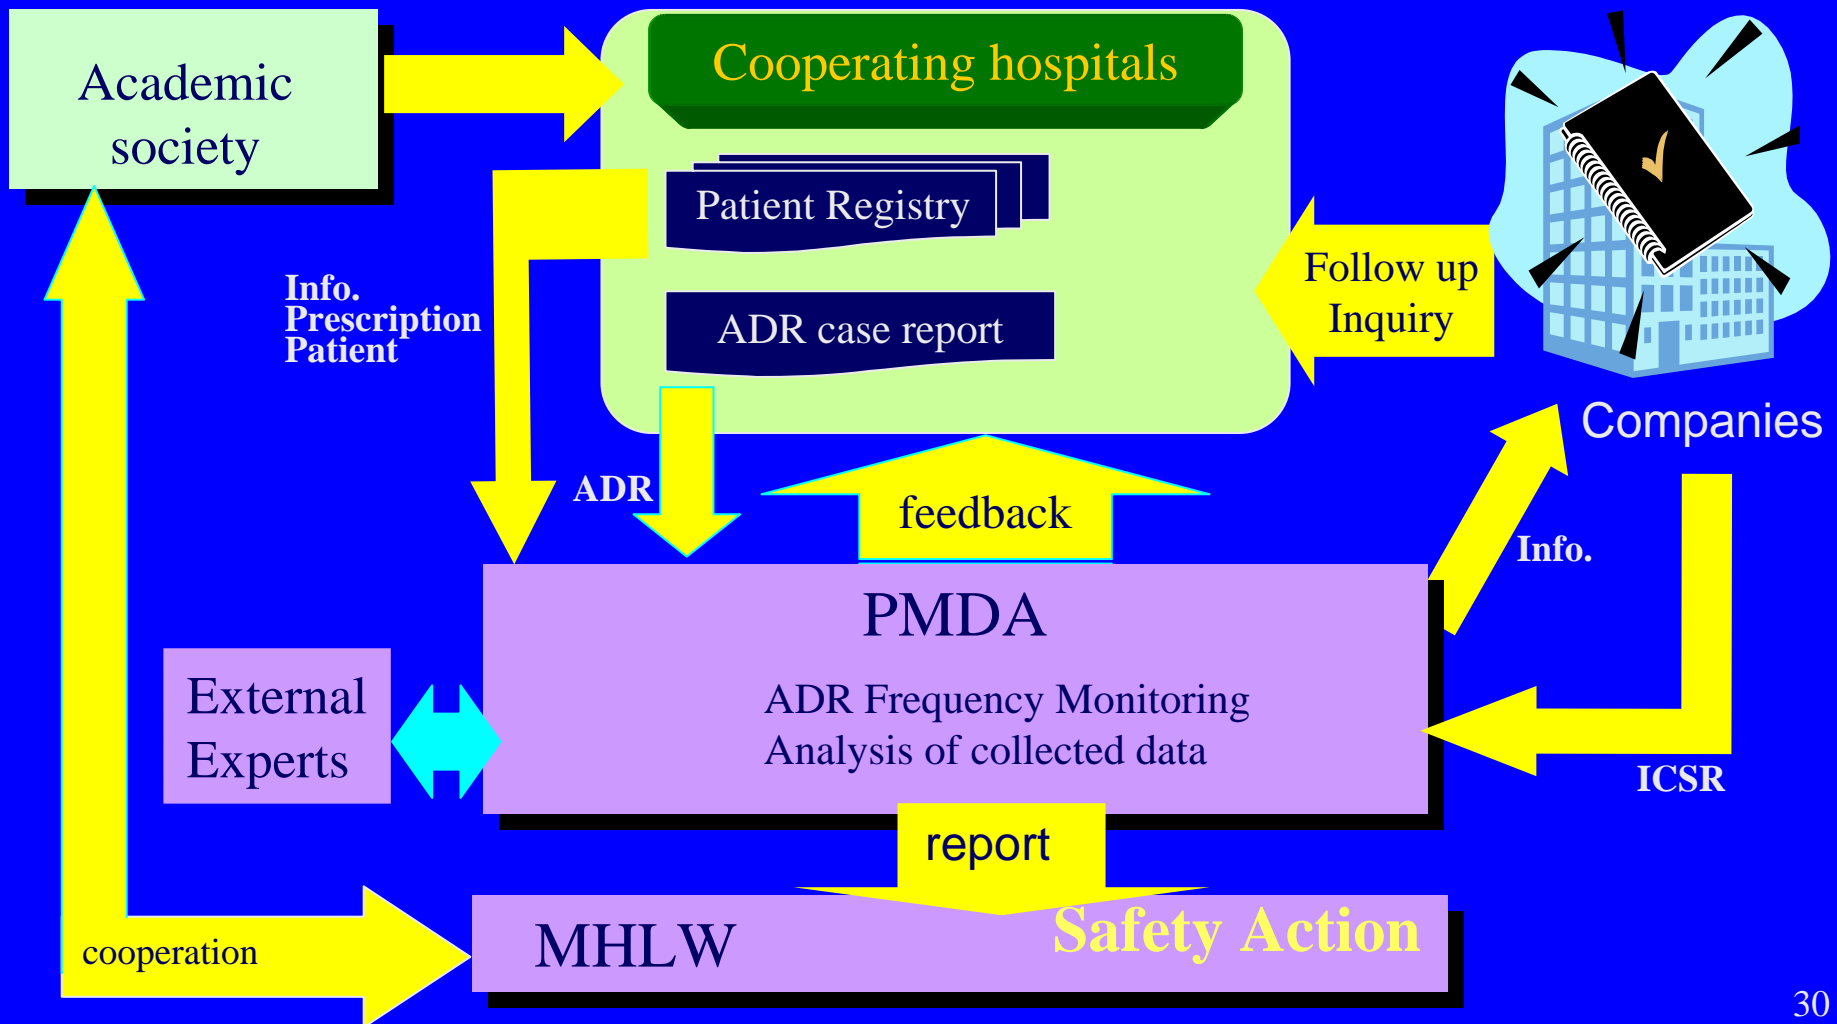 Academic
society
Cooperating hospitals
Patient Registry
ADR case report
Info.
Prescription
Patient
Follow up
Inquiry
Companies
ADR
feedback
Info.
PMDA
ADR Frequency Monitoring
Analysis of collected data
External
Experts
ICSR
report
MHLW
Safety Action
cooperation
30